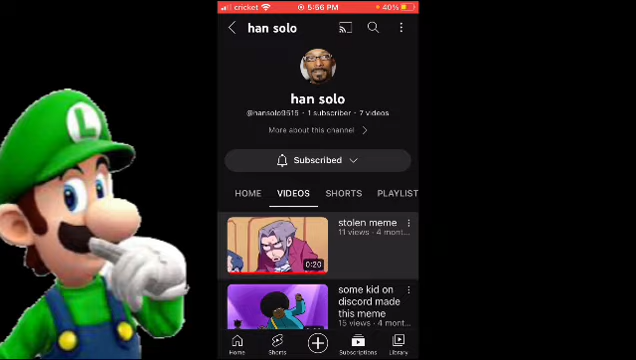 cricket 5:56 PM 40%
han solo
han solo
@hansolo9515 · 1 subscriber · 7 videos
More about this channel
Subscribed
HOME VIDEOS SHORTS PLAYLIST
stolen meme
11 views · 4 mont...
0:20
some kid on
discord made
this meme
15 views · 4 mont...
Home Shorts Subscriptions Library
L